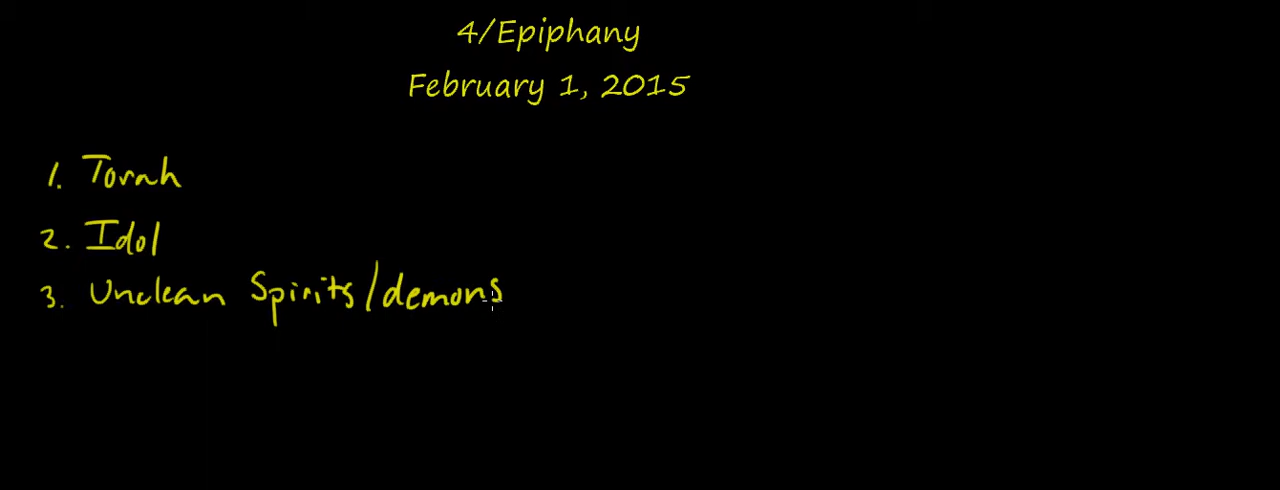 4/Epiphany
February 1, 2015
1. Torah
2. Idol
3. Unclean Spirits/demons